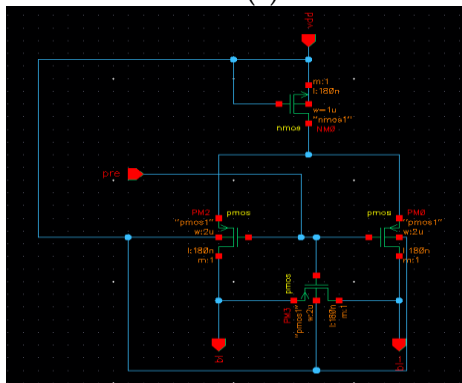 (a)
vdd
m:1
l:180n
w=1u
"nmos1"
nmos
NM0
pre
PM2
pmos
"pmos1"
w:2u
l:180n
m:1
pmos
PM0
"pmos1"
w:2u
180n
m:1
pmos
PM3
"pmos1"
w:2u
l:180n
m:1
bl